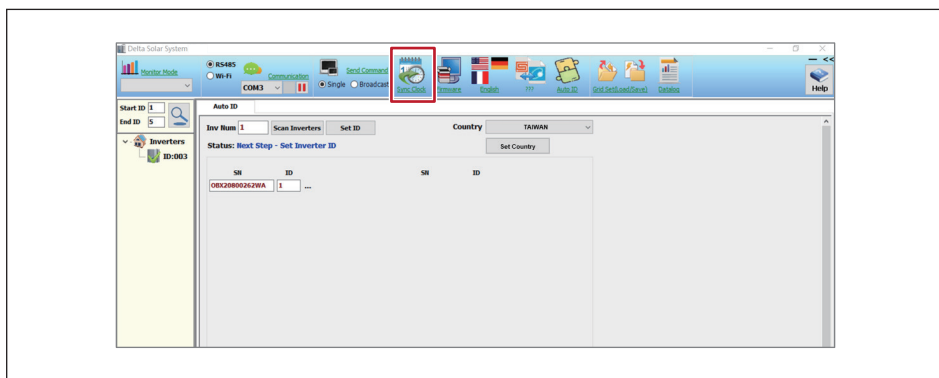 Delta Solar System
Monitor Mode
RS485
Wi-Fi
COM3
Communication
Send Command
Single Broadcast
Sync Clock
Firmware
English
???
Auto ID
Grid Set(Load/Save)
Datalog
<<
Help
Start ID 1
End ID 5
Inverters
ID:003
Auto ID
Inv Num 1 Scan Inverters Set ID Country TAIWAN
Status: Next Step - Set Inverter ID Set Country
SN ID SN ID
O8X20800262WA 1 ...